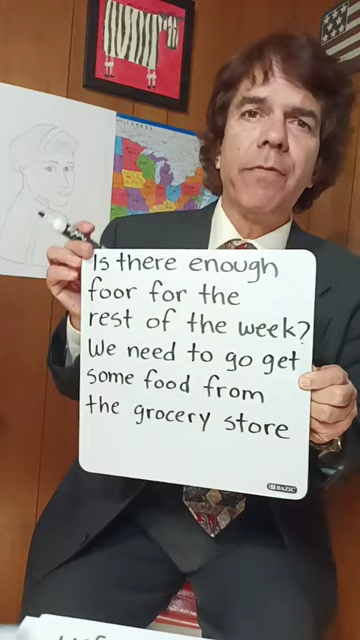 Is there enough
foor for the
rest of the week?
We need to go get
some food from
the grocery store
BAZIC